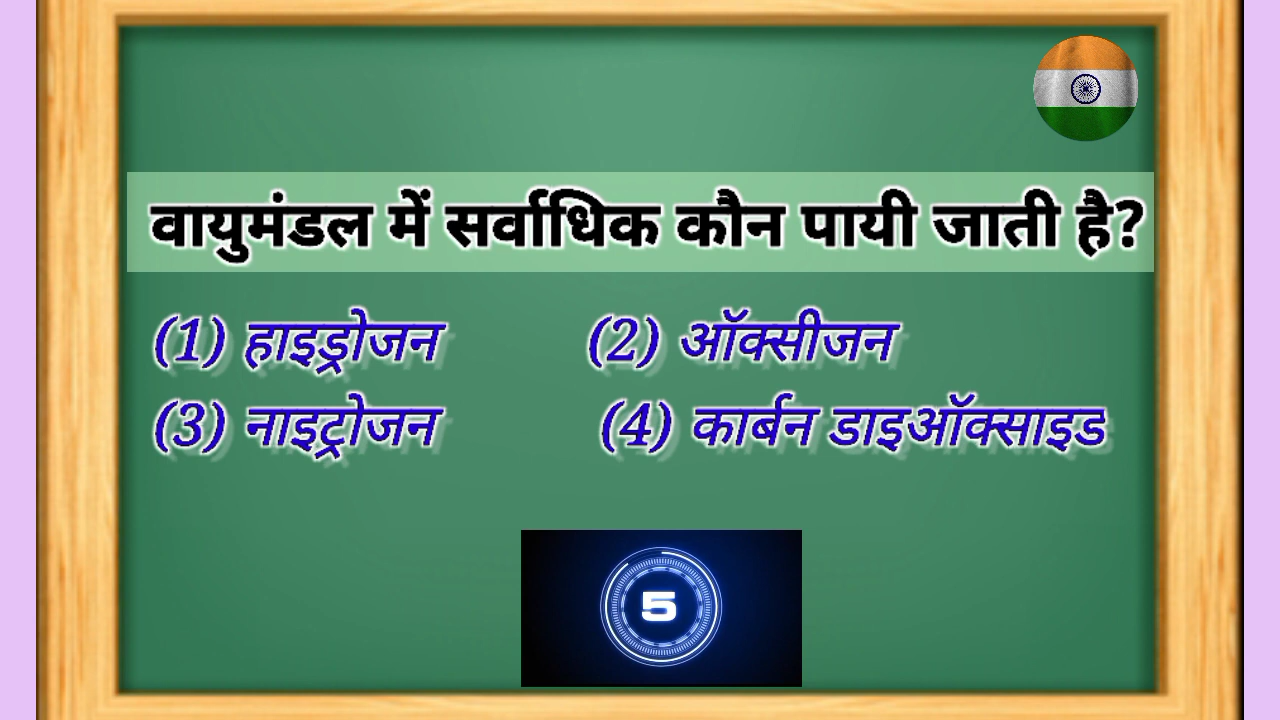 वायुमंडल में सर्वाधिक कौन पायी जाती है?
(1) हाइड्रोजन (2) ऑक्सीजन
(3) नाइट्रोजन (4) कार्बन डाइऑक्साइड
5